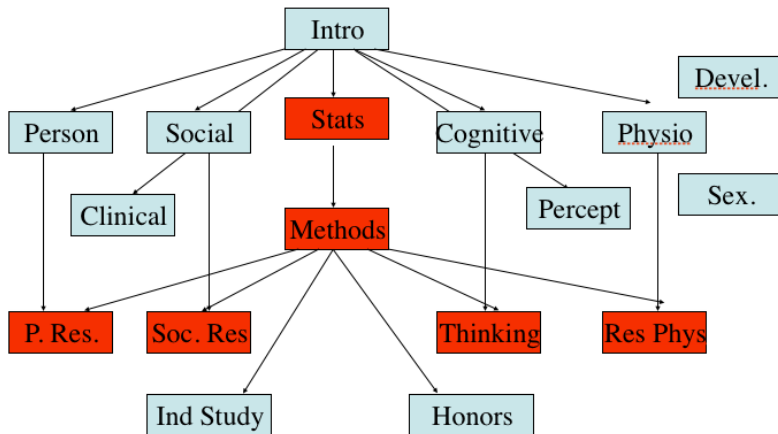 Intro
Devel.
Person
Social
Stats
Cognitive
Physio
Clinical
Percept
Sex.
Methods
P. Res.
Soc. Res
Thinking
Res Phys
Ind Study
Honors